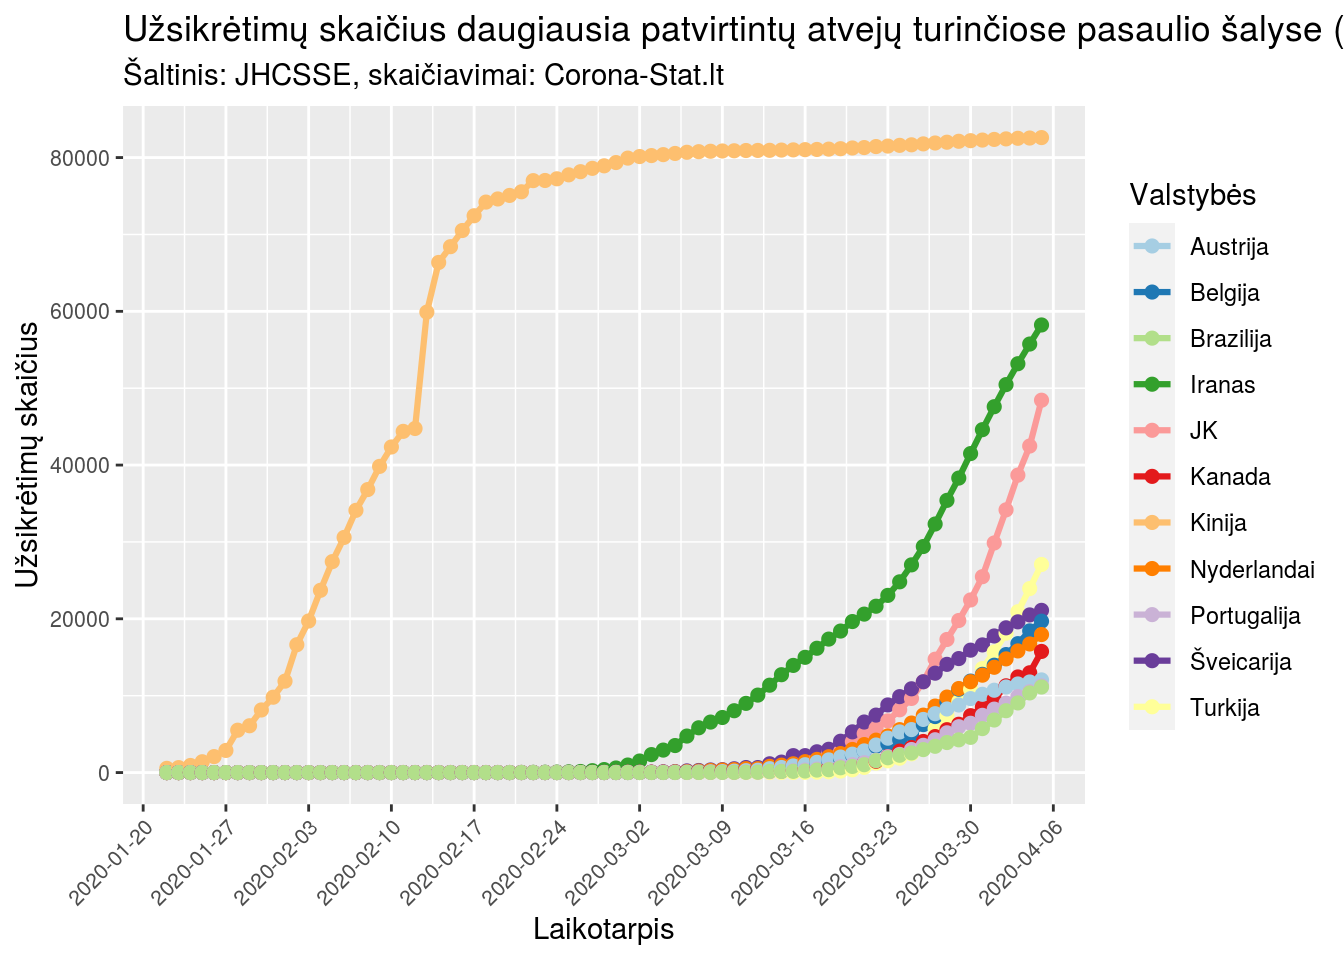 Užsikrėtimų skaičius daugiausia patvirtintų atvejų turinčiose pasaulio šalyse (
Šaltinis: JHCSSE, skaičiavimai: Corona-Stat.lt
Užsikrėtimų skaičius
80000
60000
40000
20000
0
2020-01-20
2020-01-27
2020-02-03
2020-02-10
2020-02-17
2020-02-24
2020-03-02
2020-03-09
2020-03-16
2020-03-23
2020-03-30
2020-04-06
Laikotarpis
Valstybės
Austrija
Belgija
Brazilija
Iranas
JK
Kanada
Kinija
Nyderlandai
Portugalija
Šveicarija
Turkija